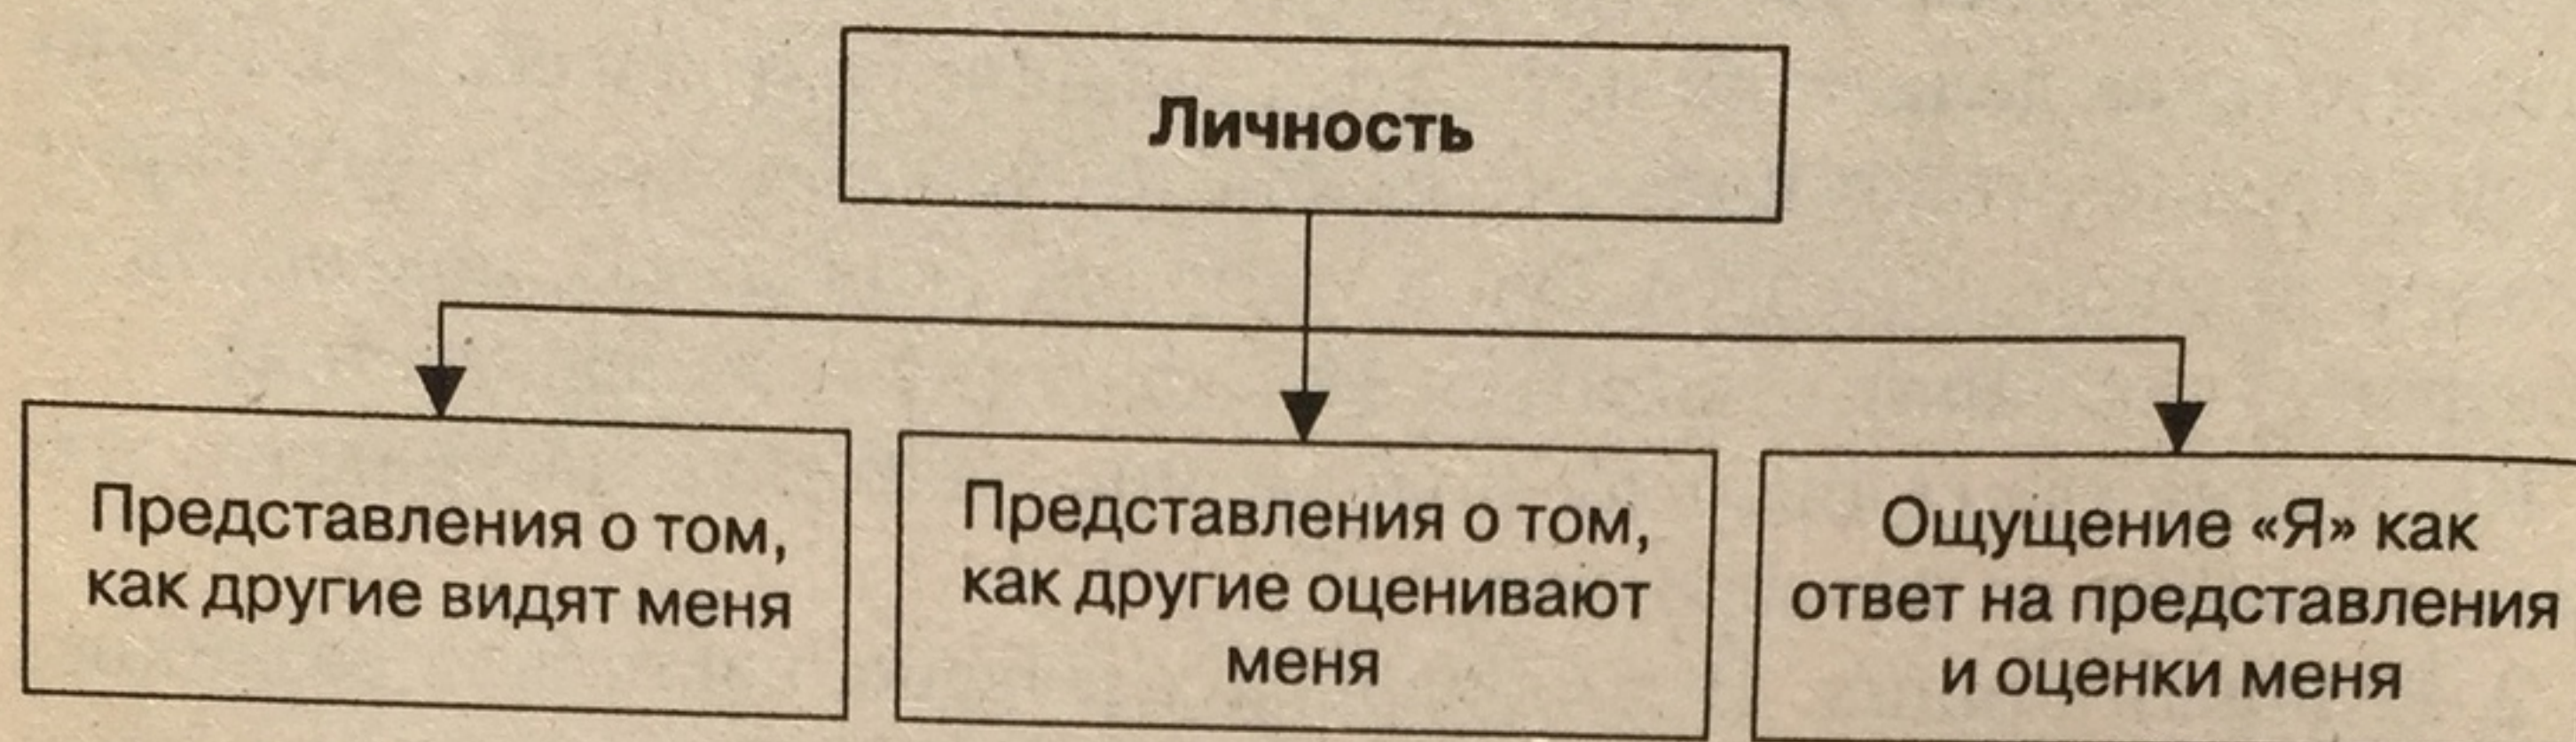 Личность
Представления о том,
как другие видят меня
Представления о том,
как другие оценивают
меня
Ощущение «Я» как
ответ на представления
и оценки меня